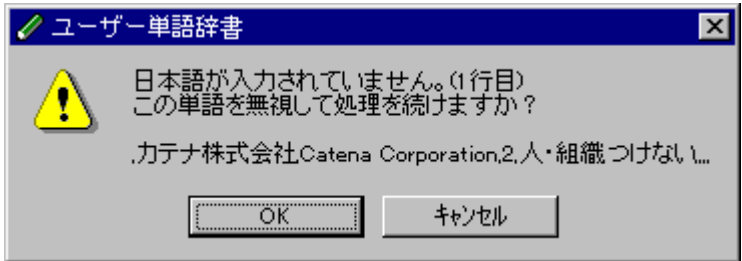 ユーザー単語辞書
日本語が入力されていません。(1行目)
この単語を無視して処理を続けますか?
,カテナ株式会社Catena Corporation,2,人・組織つけない,...
OK
キャンセル